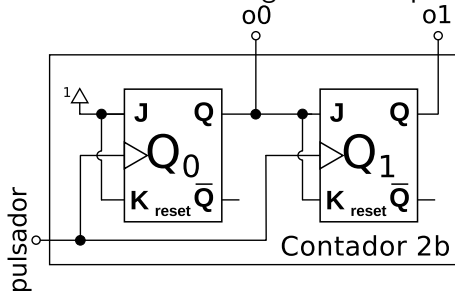 o0
o1
1
J
Q
J
Q
Q0
Q1
K
reset
Q
K
reset
Q
pulsador
Contador 2b